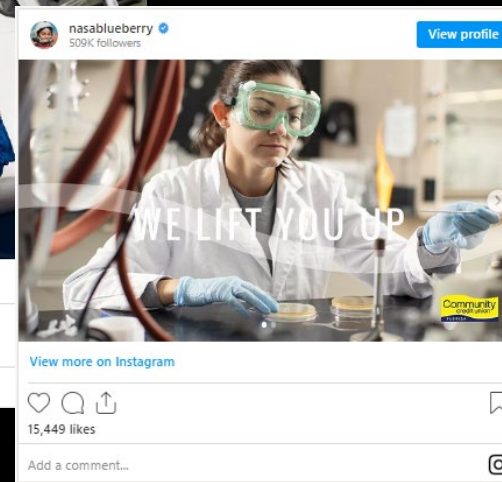 nasablueberry
509K followers
View profile
WE LIFT YOU UP
Community
credit union
FLORIDA
View more on Instagram
15,449 likes
Add a comment...